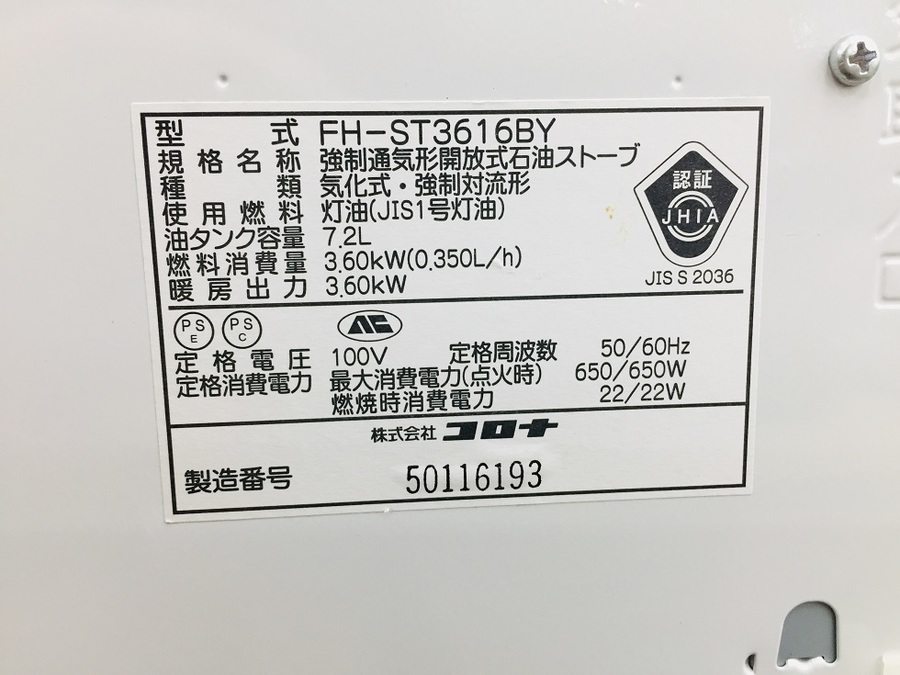 型式 FH-ST3616BY
規格名称 強制通気形開放式石油ストーブ
種類 気化式・強制対流形
使用燃料 灯油(JIS1号灯油)
油タンク容量 7.2L
燃料消費量 3.60kW(0.350L/h)
暖房出力 3.60kW
認証
JHIA
JIS S 2036
PS E PS C
定格電圧 100V 定格周波数 50/60Hz
定格消費電力 最大消費電力(点火時) 650/650W
燃焼時消費電力 22/22W
株式会社 コロナ
製造番号 50116193